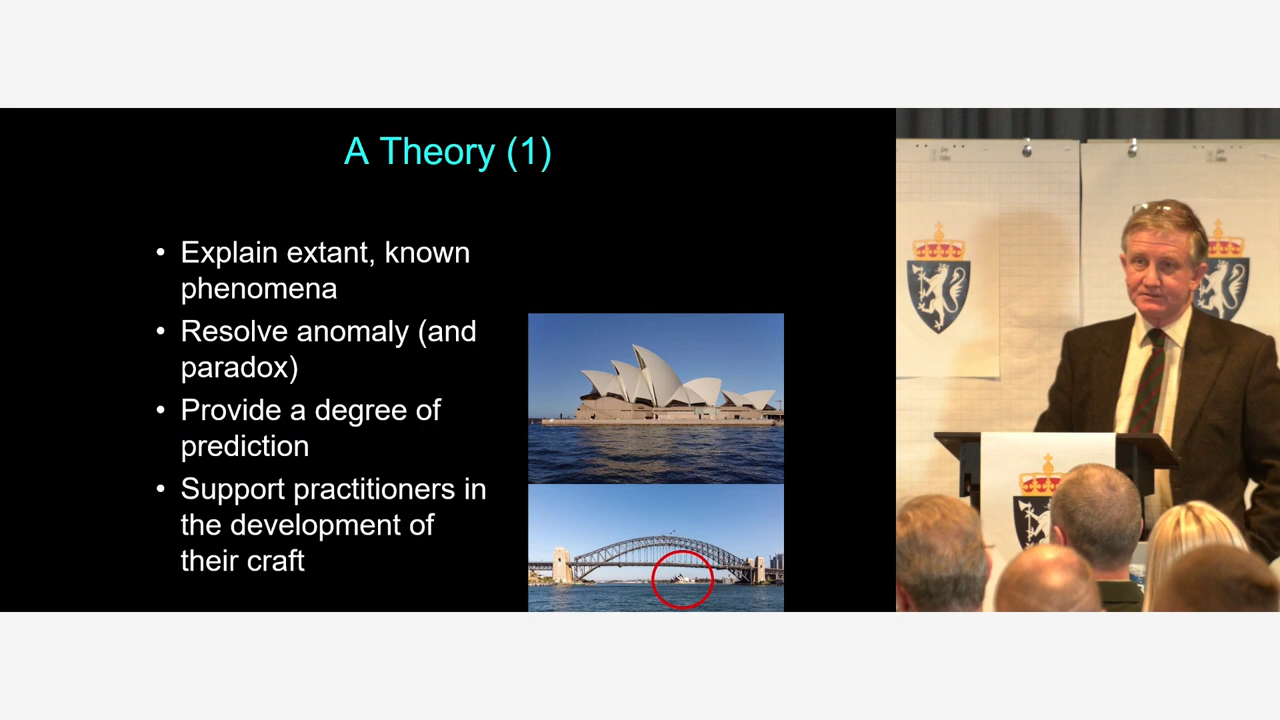 A Theory (1)
• Explain extant, known
phenomena
• Resolve anomaly (and
paradox)
• Provide a degree of
prediction
• Support practitioners in
the development of
their craft